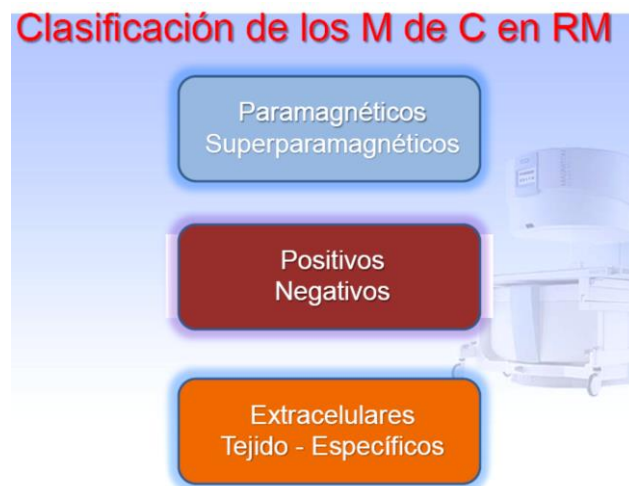 Clasificación de los M de C en RM
Paramagnéticos
Superparamagnéticos
Positivos
Negativos
Extracelulares
Tejido - Específicos